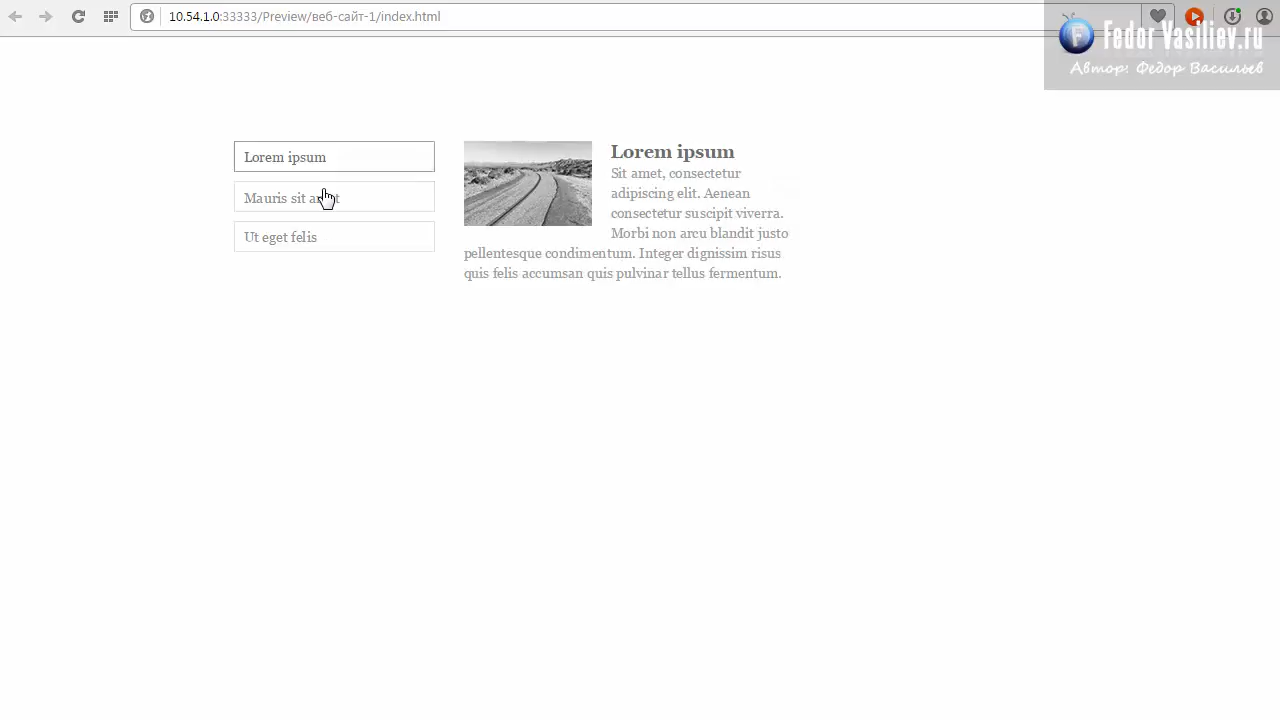 10.54.1.0:33333/Preview/веб-сайт-1/index.html
Fedor Vasiliev.ru
Автор: Федор Васильев
Lorem ipsum
Mauris sit amet
Ut eget felis
Lorem ipsum
Sit amet, consectetur
adipiscing elit. Aenean
consectetur suscipit viverra.
Morbi non arcu blandit justo
pellentesque condimentum. Integer dignissim risus
quis felis accumsan quis pulvinar tellus fermentum.